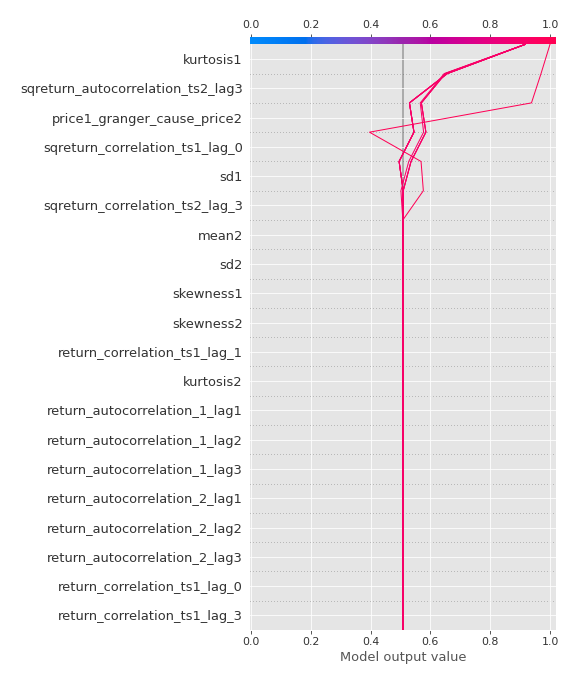 0.0 0.2 0.4 0.6 0.8 1.0
kurtosis1
sqreturn_autocorrelation_ts2_lag3
price1_granger_cause_price2
sqreturn_correlation_ts1_lag_0
sd1
sqreturn_correlation_ts2_lag_3
mean2
sd2
skewness1
skewness2
return_correlation_ts1_lag_1
kurtosis2
return_autocorrelation_1_lag1
return_autocorrelation_1_lag2
return_autocorrelation_1_lag3
return_autocorrelation_2_lag1
return_autocorrelation_2_lag2
return_autocorrelation_2_lag3
return_correlation_ts1_lag_0
return_correlation_ts1_lag_3
0.0 0.2 0.4 0.6 0.8 1.0
Model output value